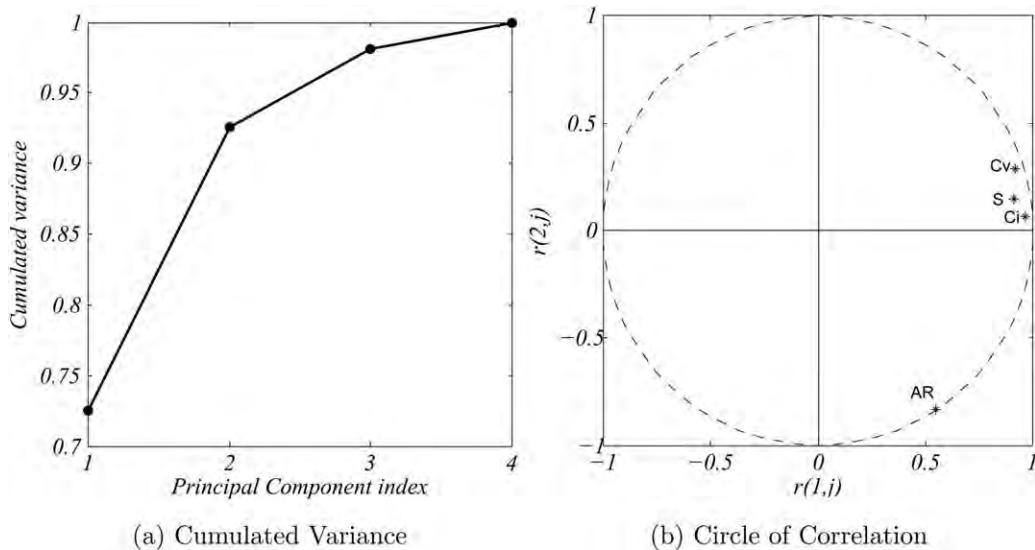 1
0.95
0.9
0.85
0.8
0.75
0.7
1
2
3
4
Cumulated variance
Principal Component index
(a) Cumulated Variance
1
0.5
0
−0.5
−1
−1
−0.5
0
0.5
1
r(2,j)
r(1,j)
Cv
S
Ci
AR
(b) Circle of Correlation